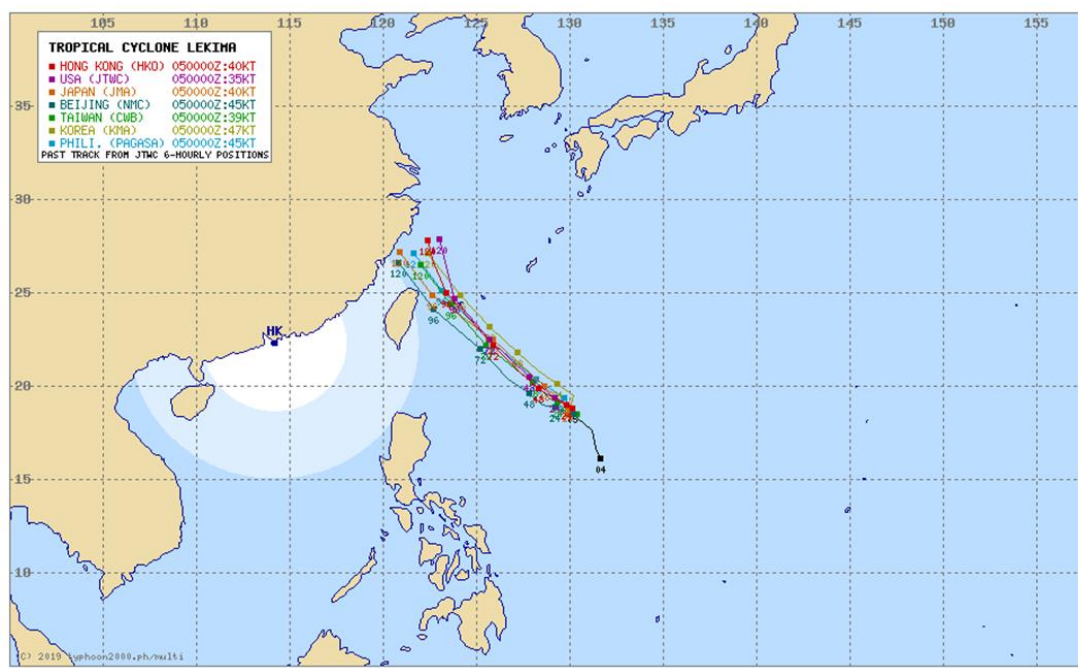 110 115 120 125 130 135 140 145 150 155
TROPICAL CYCLONE LEKIMA
HONG KONG (HKO) 050000Z:40KT
USA (JTWC) 050000Z:35KT
JAPAN (JMA) 050000Z:40KT
BEIJING (NMC) 050000Z:45KT
TAIWAN (CWB) 050000Z:39KT
KOREA (KMA) 050000Z:47KT
PHILI. (PAGASA) 050000Z:45KT
PAST TRACK FROM JTWC 6-HOURLY POSITIONS
35
30
25
120
120
96
96
HK
72
72
48
48
20
24
04
15
10
(C) 2019 typhoon2000.ph/multi